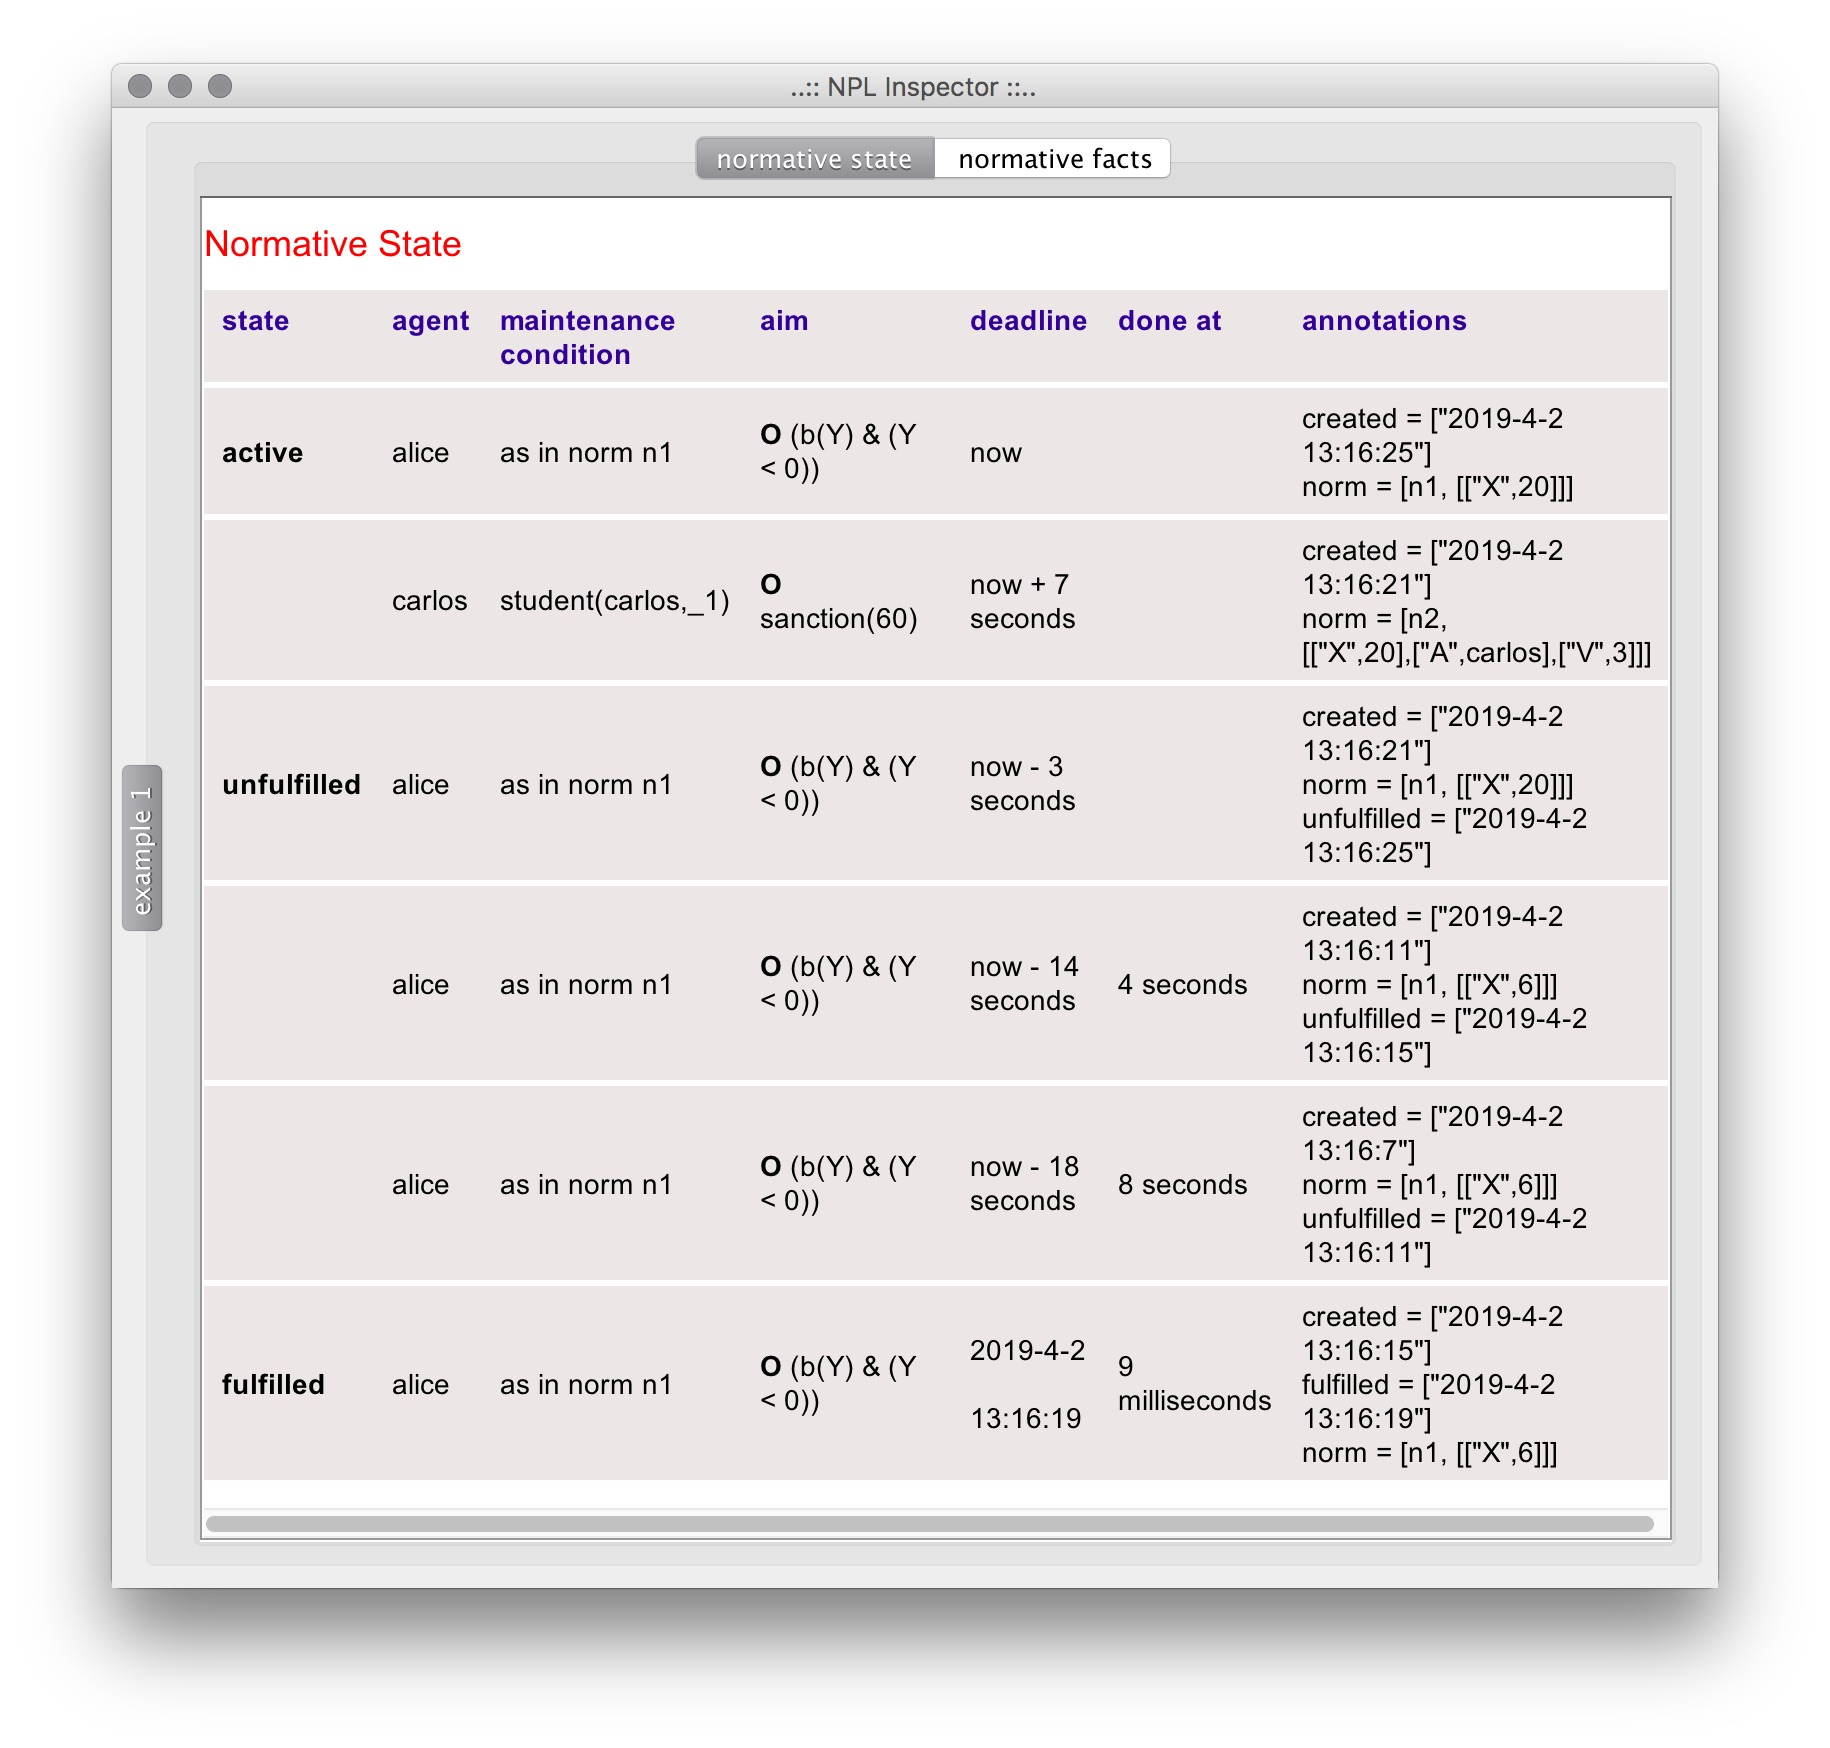 ..:: NPL Inspector ::..
normative state
normative facts
example 1
Normative State
state agent maintenance condition aim deadline done at annotations
active
alice
as in norm n1
O (b(Y) & (Y
< 0))
now
created = ["2019-4-2
13:16:25"]
norm = [n1, [["X",20]]]
carlos
student(carlos,_1)
O
sanction(60)
now + 7
seconds
created = ["2019-4-2
13:16:21"]
norm = [n2,
[["X",20],["A",carlos],["V",3]]]
unfulfilled
alice
as in norm n1
O (b(Y) & (Y
< 0))
now - 3
seconds
created = ["2019-4-2
13:16:21"]
norm = [n1, [["X",20]]]
unfulfilled = ["2019-4-2
13:16:25"]
alice
as in norm n1
O (b(Y) & (Y
< 0))
now - 14
seconds
4 seconds
created = ["2019-4-2
13:16:11"]
norm = [n1, [["X",6]]]
unfulfilled = ["2019-4-2
13:16:15"]
alice
as in norm n1
O (b(Y) & (Y
< 0))
now - 18
seconds
8 seconds
created = ["2019-4-2
13:16:7"]
norm = [n1, [["X",6]]]
unfulfilled = ["2019-4-2
13:16:11"]
fulfilled
alice
as in norm n1
O (b(Y) & (Y
< 0))
2019-4-2
13:16:19
9
milliseconds
created = ["2019-4-2
13:16:15"]
fulfilled = ["2019-4-2
13:16:19"]
norm = [n1, [["X",6]]]